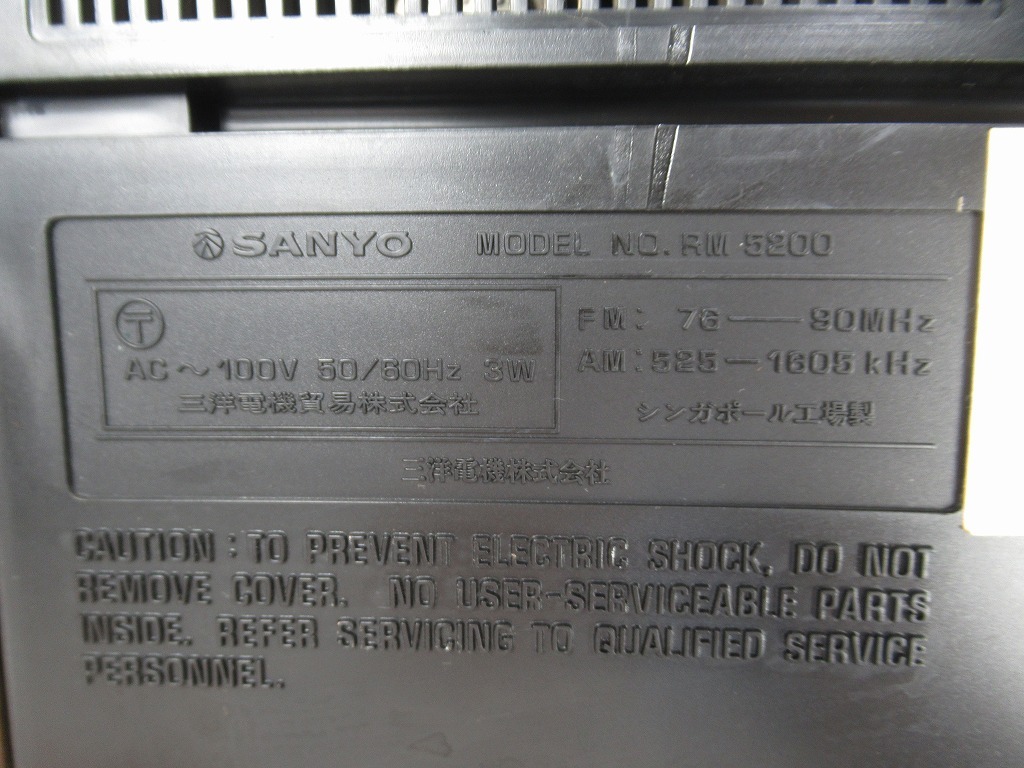 SANYO MODEL NO. RM 5200
〒
AC ～ 100V 50/60Hz 3W
三洋電機貿易株式会社
FM: 76 — 90MHz
AM: 525 — 1605 kHz
シンガポール工場製
三洋電機株式会社
CAUTION : TO PREVENT ELECTRIC SHOCK, DO NOT
REMOVE COVER. NO USER-SERVICEABLE PARTS
INSIDE. REFER SERVICING TO QUALIFIED SERVICE
PERSONNEL.